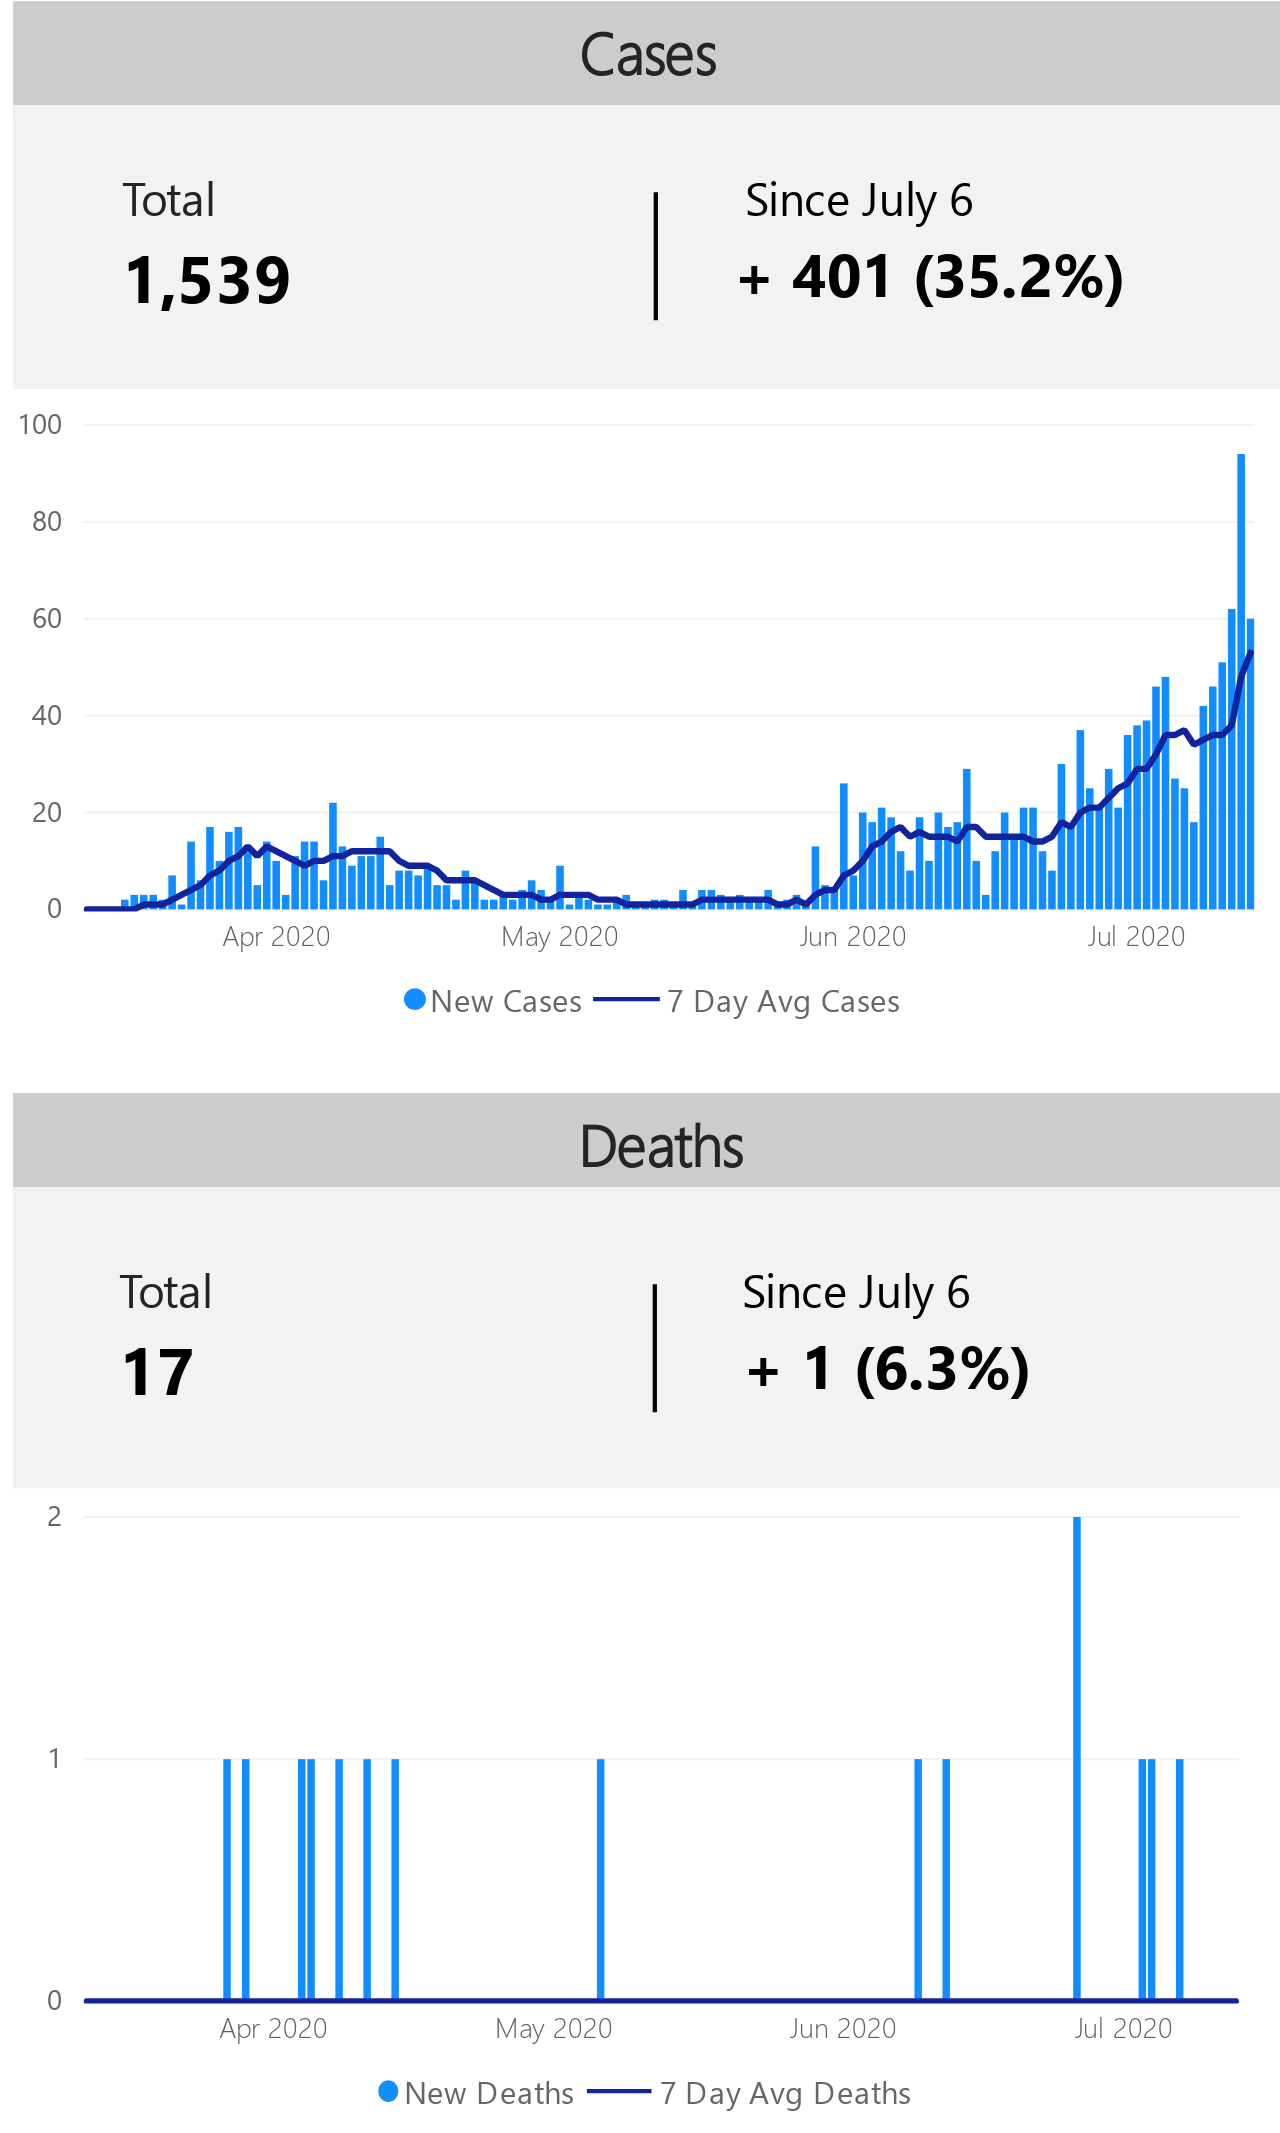 Cases
Total
Since July 6
1,539
+ 401 (35.2%)
100
80
60
40
20
0
Apr 2020
May 2020
Jun 2020
Jul 2020
New Cases
7 Day Avg Cases
Deaths
Total
Since July 6
17
+ 1 (6.3%)
2
1
0
Apr 2020
May 2020
Jun 2020
Jul 2020
New Deaths
7 Day Avg Deaths